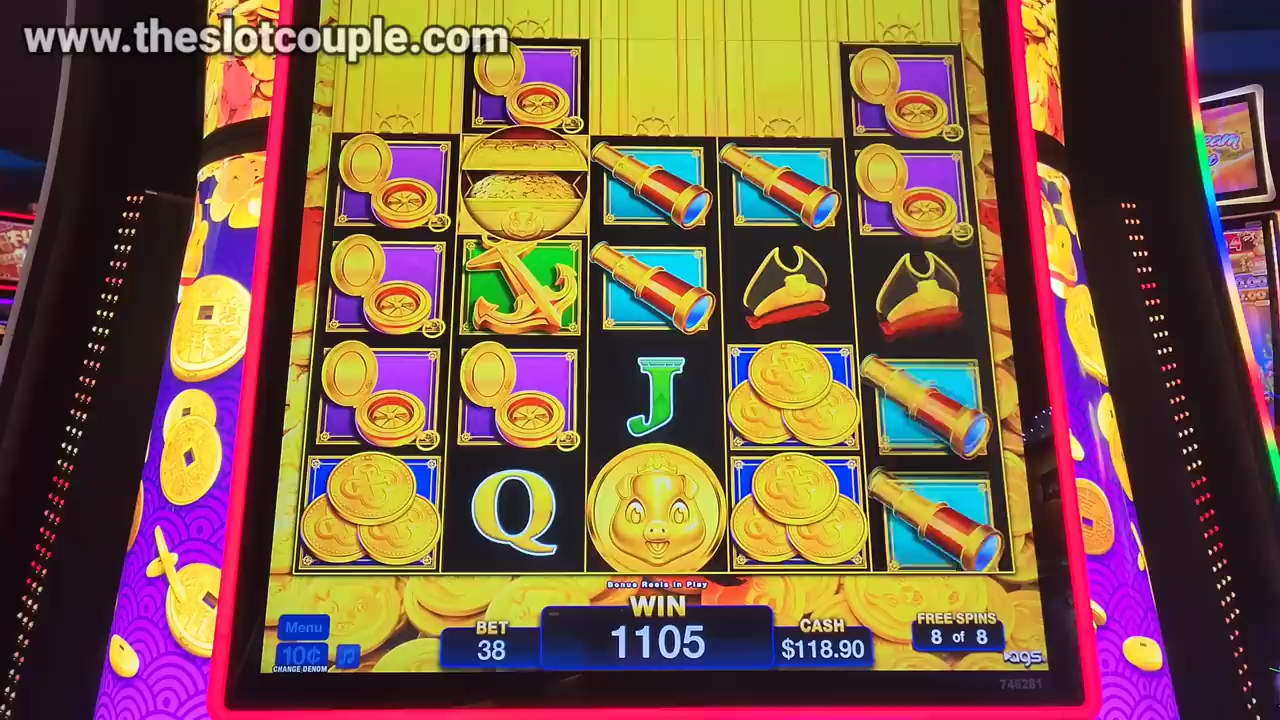 www.theslotcouple.com
J
Q
Bonus Reels in Play
WIN
1105
BET
38
CASH
$118.90
FREE SPINS
8 of 8
Menu
10¢
CHANGE DENOM
ags
746281